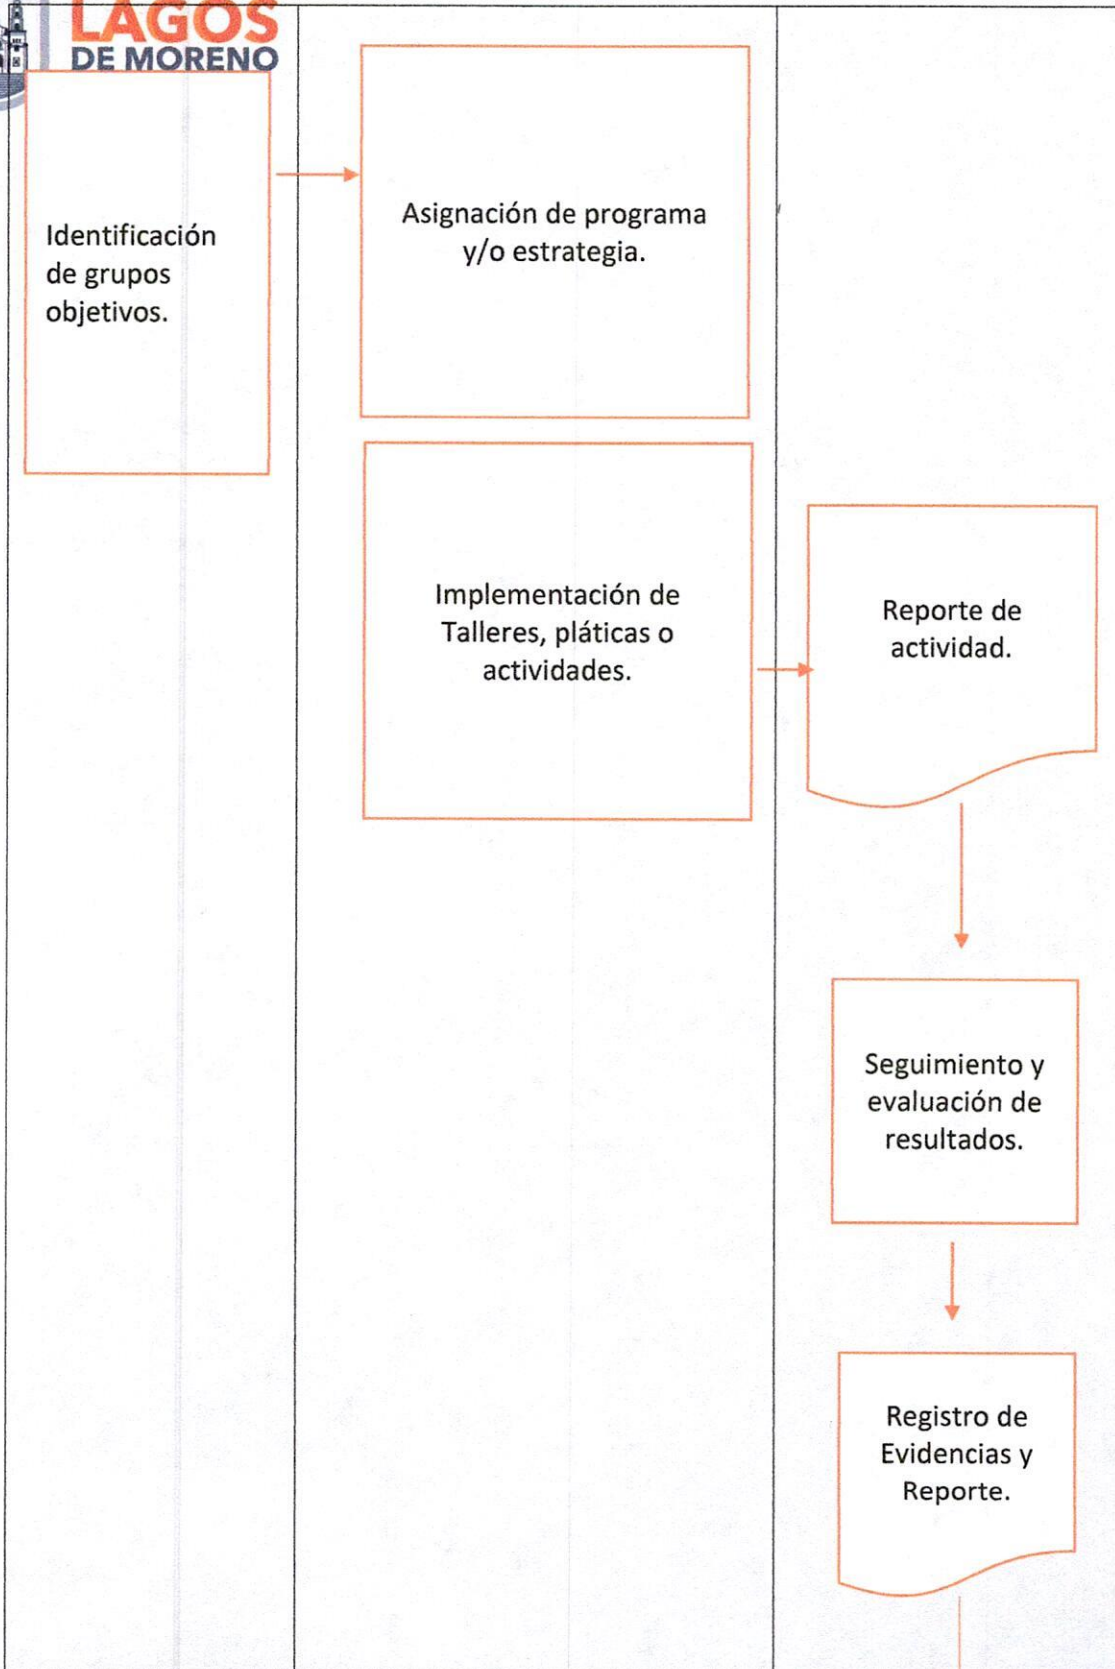 LAGOS
DE MORENO
Identificación
de grupos
objetivos.
Asignación de programa
y/o estrategia.
Implementación de
Talleres, pláticas o
actividades.
Reporte de
actividad.
Seguimiento y
evaluación de
resultados.
Registro de
Evidencias y
Reporte.